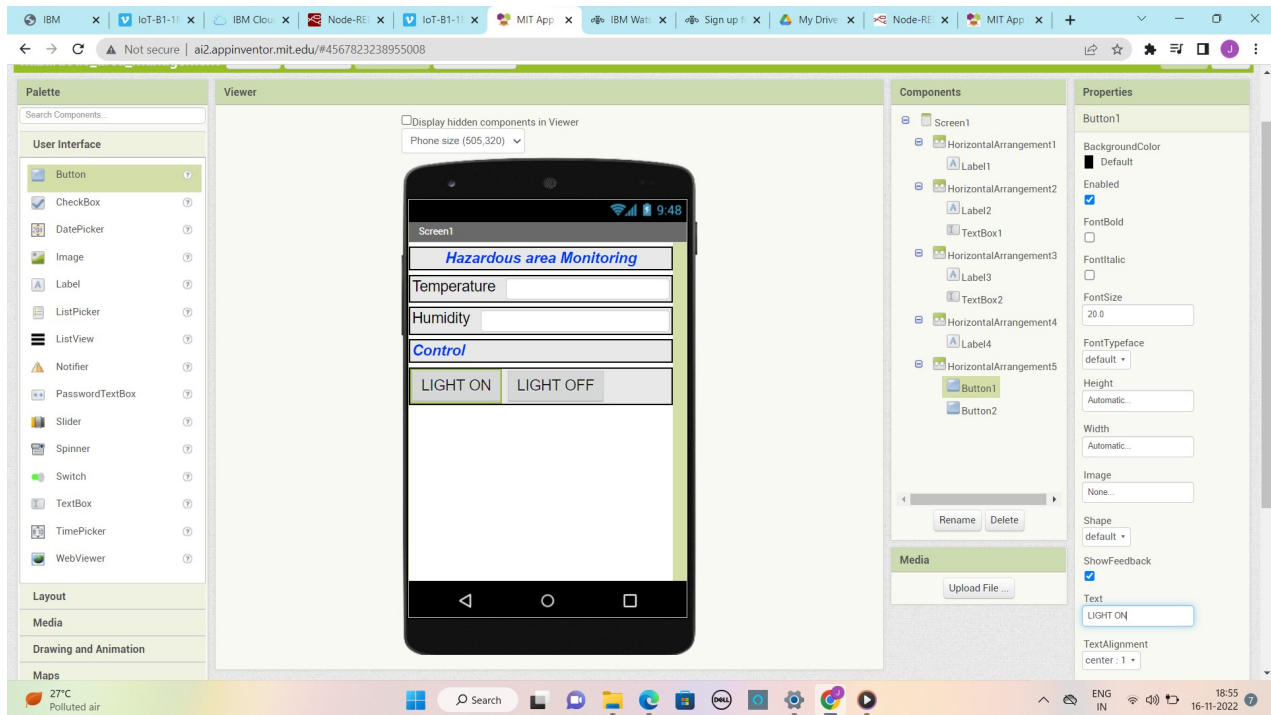 IBM
IoT-B1-1
IBM Clou
Node-RE
IoT-B1-1
MIT App
IBM Wats
Sign up f
My Drive
Node-RE
MIT App
Not secure
ai2.appinventor.mit.edu/#4567823238955008
J
Palette
Search Components...
User Interface
Button
CheckBox
DatePicker
Image
Label
ListPicker
ListView
Notifier
PasswordTextBox
Slider
Spinner
Switch
TextBox
TimePicker
WebViewer
Layout
Media
Drawing and Animation
Maps
Viewer
Display hidden components in Viewer
Phone size (505,320)
9:48
Screen1
Hazardous area Monitoring
Temperature
Humidity
Control
LIGHT ON
LIGHT OFF
Components
Screen1
HorizontalArrangement1
Label1
HorizontalArrangement2
Label2
TextBox1
HorizontalArrangement3
Label3
TextBox2
HorizontalArrangement4
Label4
HorizontalArrangement5
Button1
Button2
Rename Delete
Media
Upload File ...
Properties
Button1
BackgroundColor
Default
Enabled
FontBold
FontItalic
FontSize
20.0
FontTypeface
default
Height
Automatic...
Width
Automatic...
Image
None...
Shape
default
ShowFeedback
Text
LIGHT ON
TextAlignment
center : 1
27°C
Polluted air
Search
DELL
ENG
IN
18:55
16-11-2022
7